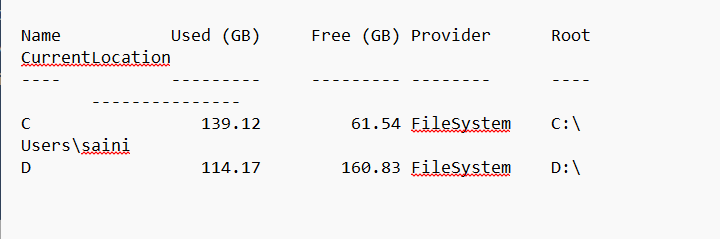 Name           Used (GB)     Free (GB) Provider      Root
CurrentLocation
----           ---------     --------- --------      ----
       ---------------
C                 139.12         61.54 FileSystem    C:\
Users\saini
D                 114.17        160.83 FileSystem    D:\